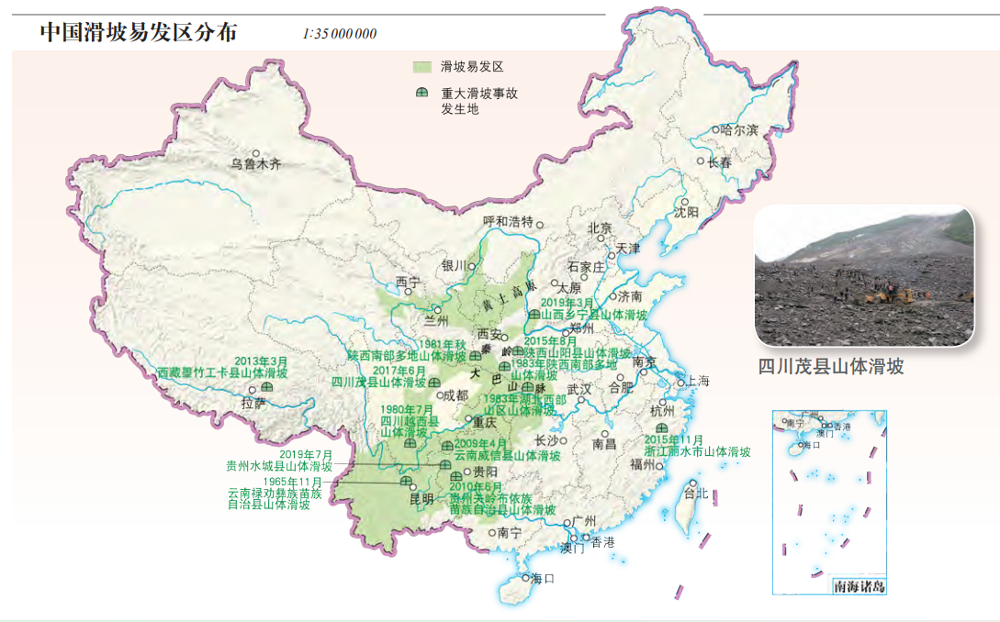 中国滑坡易发区分布
1:35 000 000
滑坡易发区
重大滑坡事故
发生地
哈尔滨
乌鲁木齐
长春
沈阳
呼和浩特
北京
天津
银川
石家庄
西宁
太原
黄土高原
济南
2019年3月
山西乡宁县山体滑坡
兰州
郑州
西安
1981年秋
陕西南部多地山体滑坡
秦岭
2015年8月
陕西山阳县山体滑坡
2013年3月
西藏墨竹工卡县山体滑坡
2017年6月
四川茂县山体滑坡
1983年陕西南部多地
山体滑坡
南京
四川茂县山体滑坡
大巴山脉
合肥
上海
拉萨
成都
1983年湖北西部
山区山体滑坡
武汉
杭州
1980年7月
四川越西县
山体滑坡
重庆
2009年4月
云南威信县山体滑坡
长沙
南昌
2015年11月
浙江丽水市山体滑坡
2019年7月
贵州水城县山体滑坡
贵阳
福州
1965年11月
云南禄劝彝族苗族
自治县山体滑坡
昆明
2010年6月
贵州关岭布依族
苗族自治县山体滑坡
台北
南宁
广州
澳门
香港
海口
广州
南宁
香港
澳门
海口
南海诸岛